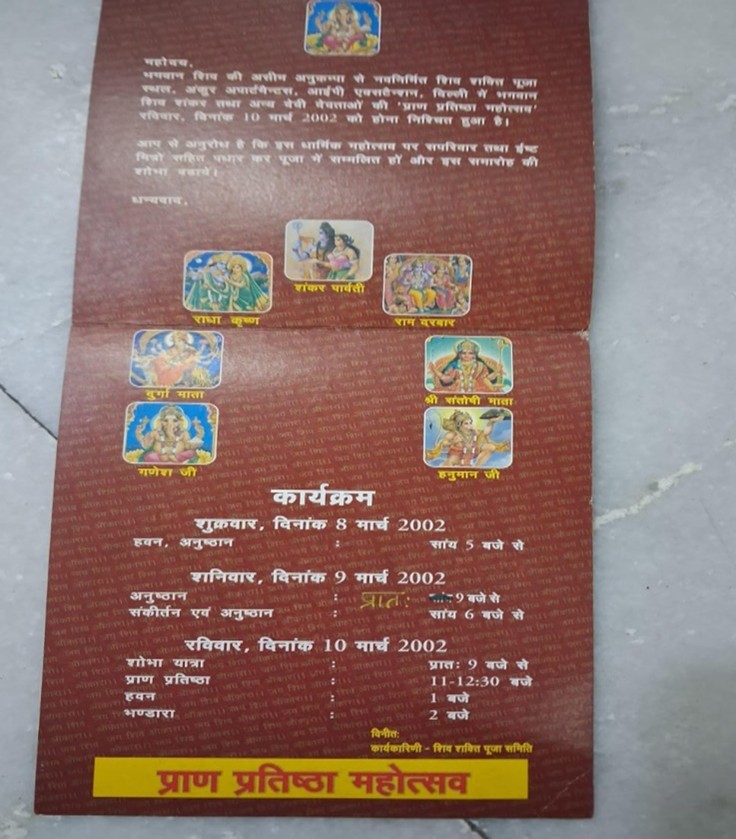 महोदय,
भगवान शिव की असीम अनुकम्पा से नवनिर्मित शिव शक्ति पूजा
स्थल, अंकुर अपार्टमैन्टस, आईपी एक्सटैन्शन, दिल्ली में भगवान
शिव शंकर तथा अन्य देवी देवताओं की 'प्राण प्रतिष्ठा महोत्सव'
रविवार, दिनांक 10 मार्च 2002 को होना निश्चित हुआ है।
आप से अनुरोध है कि इस धार्मिक महोत्सव पर सपरिवार तथा ईष्ट
मित्रों सहित पधार कर पूजा में सम्मलित हों और इस समारोह की
शोभा बढाये।
धन्यवाद,
शंकर पार्वती
राधा कृष्ण राम दरबार
दुर्गा माता श्री संतोषी माता
गणेश जी हनुमान जी
कार्यक्रम
शुक्रवार, दिनांक 8 मार्च 2002
हवन, अनुष्ठान : सांय 5 बजे से
शनिवार, दिनांक 9 मार्च 2002
अनुष्ठान : प्रातः 9 बजे से
संकीर्तन एवं अनुष्ठान : सांय 6 बजे से
रविवार, दिनांक 10 मार्च 2002
शोभा यात्रा : प्रातः 9 बजे से
प्राण प्रतिष्ठा : 11-12:30 बजे
हवन : 1 बजे
भण्डारा : 2 बजे
विनीतः
कार्यकारिणी - शिव शक्ति पूजा समिति
प्राण प्रतिष्ठा महोत्सव